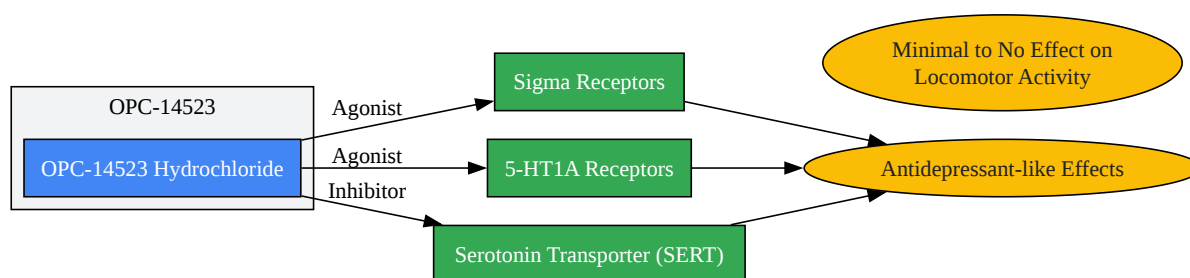 OPC-14523
OPC-14523 Hydrochloride
Agonist
Agonist
Inhibitor
Sigma Receptors
5-HT1A Receptors
Serotonin Transporter (SERT)
Minimal to No Effect on
Locomotor Activity
Antidepressant-like Effects